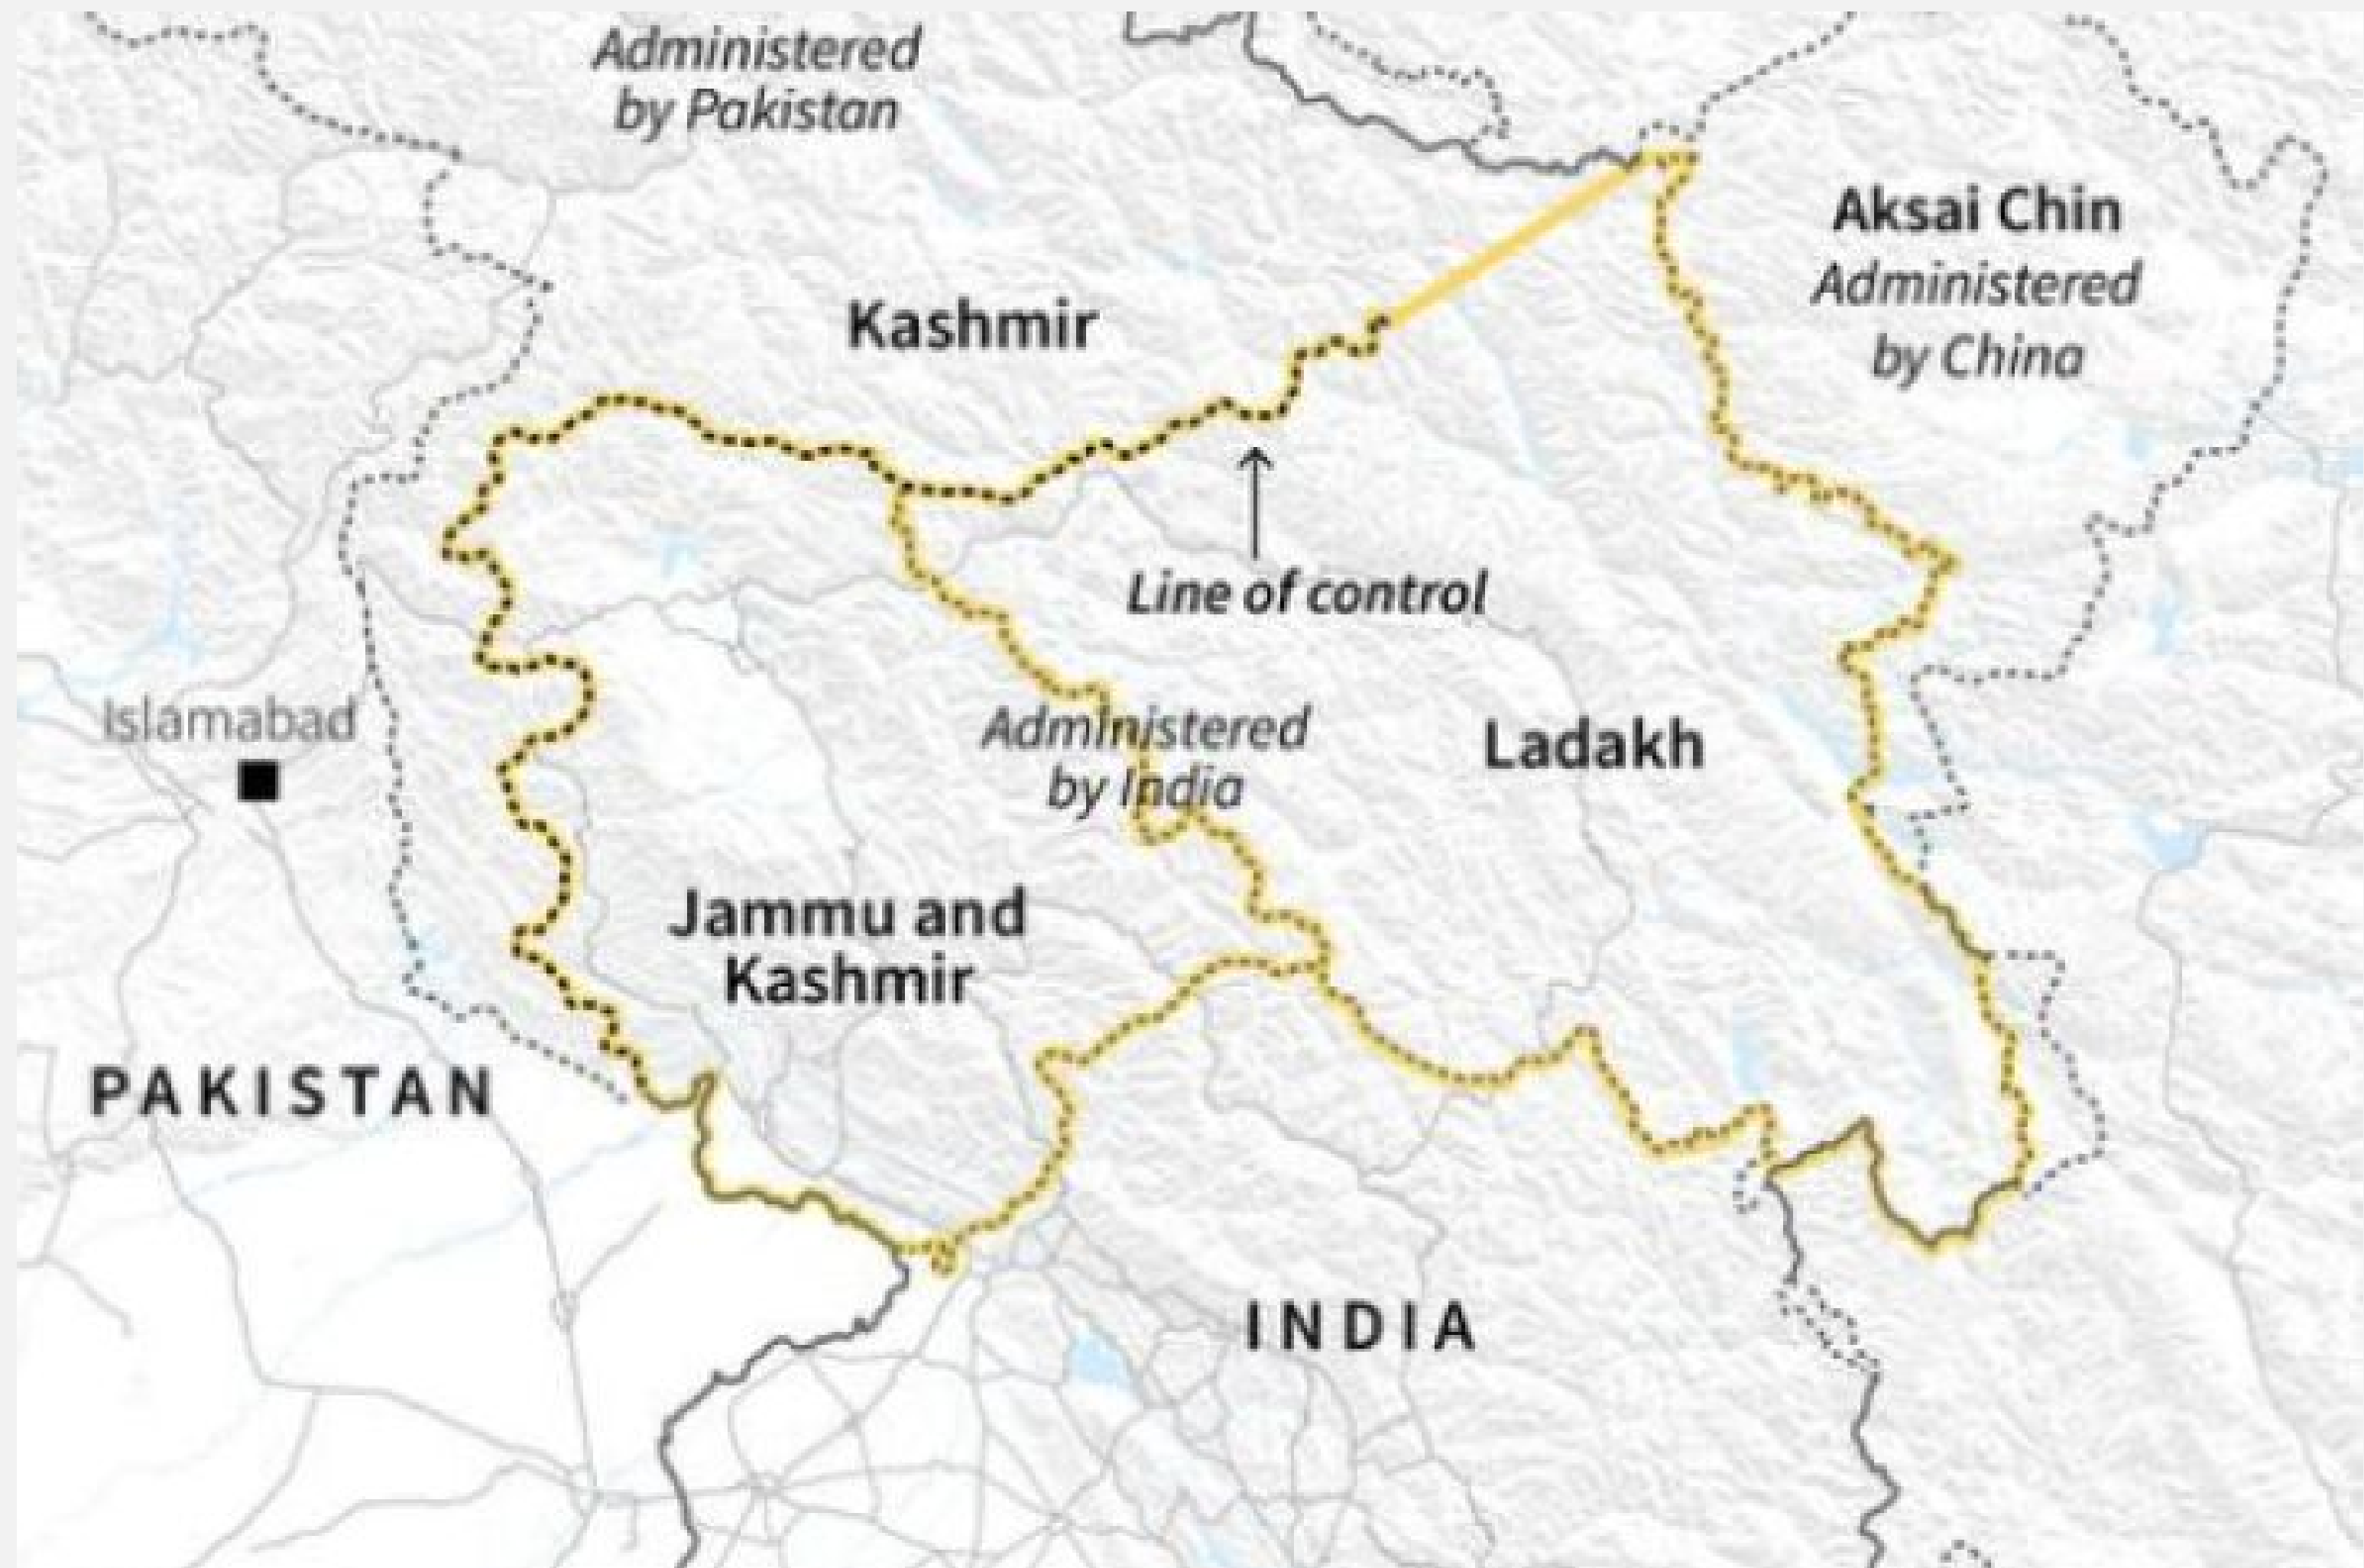 Administered
by Pakistan
Aksai Chin
Administered
by China
Kashmir
Line of control
Islamabad
Administered
by India
Ladakh
Jammu and
Kashmir
PAKISTAN
INDIA